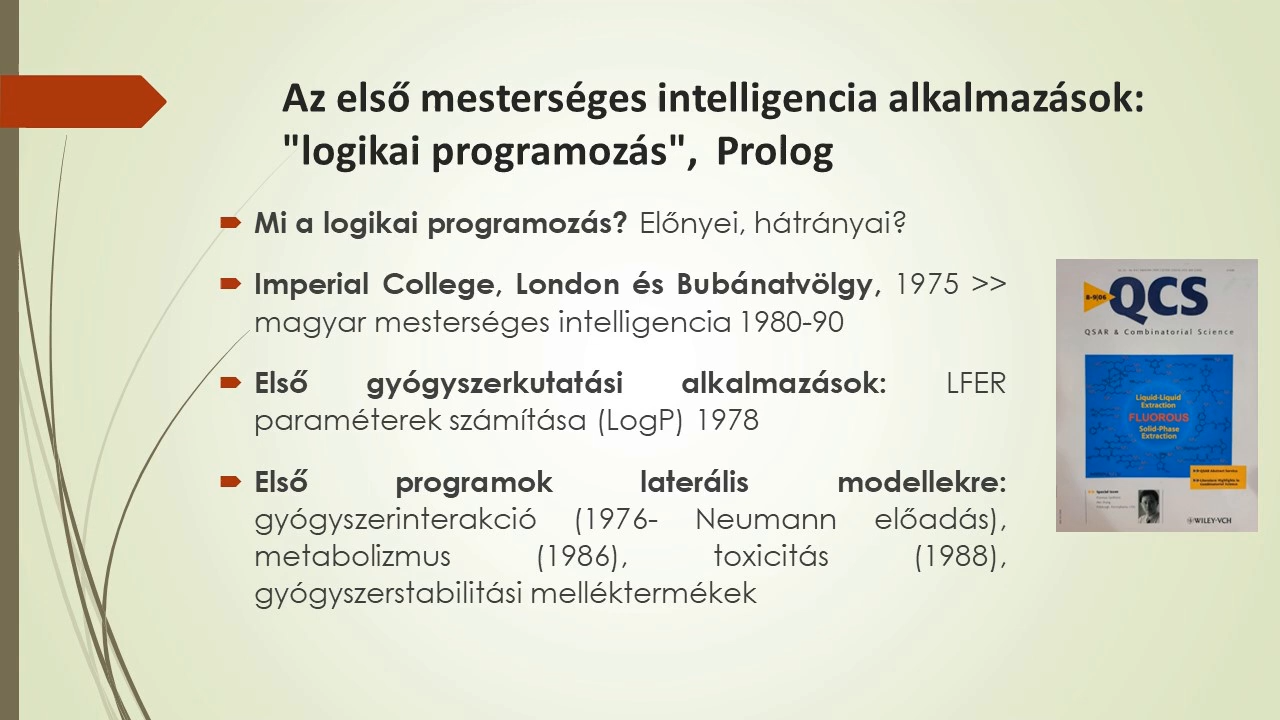 Az első mesterséges intelligencia alkalmazások:
"logikai programozás", Prolog
Mi a logikai programozás? Előnyei, hátrányai?
Imperial College, London és Bubánatvölgy, 1975 >>
magyar mesterséges intelligencia 1980-90
Első gyógyszerkutatási alkalmazások: LFER
paraméterek számítása (LogP) 1978
Első programok laterális modellekre:
gyógyszerinterakció (1976- Neumann előadás),
metabolizmus (1986), toxicitás (1988),
gyógyszerstabilitási melléktermékek
8-9/06
QCS
QSAR & Combinatorial Science
Liquid-Liquid
Extraction
FLUOROUS
Solid-Phase
Extraction
WILEY-VCH